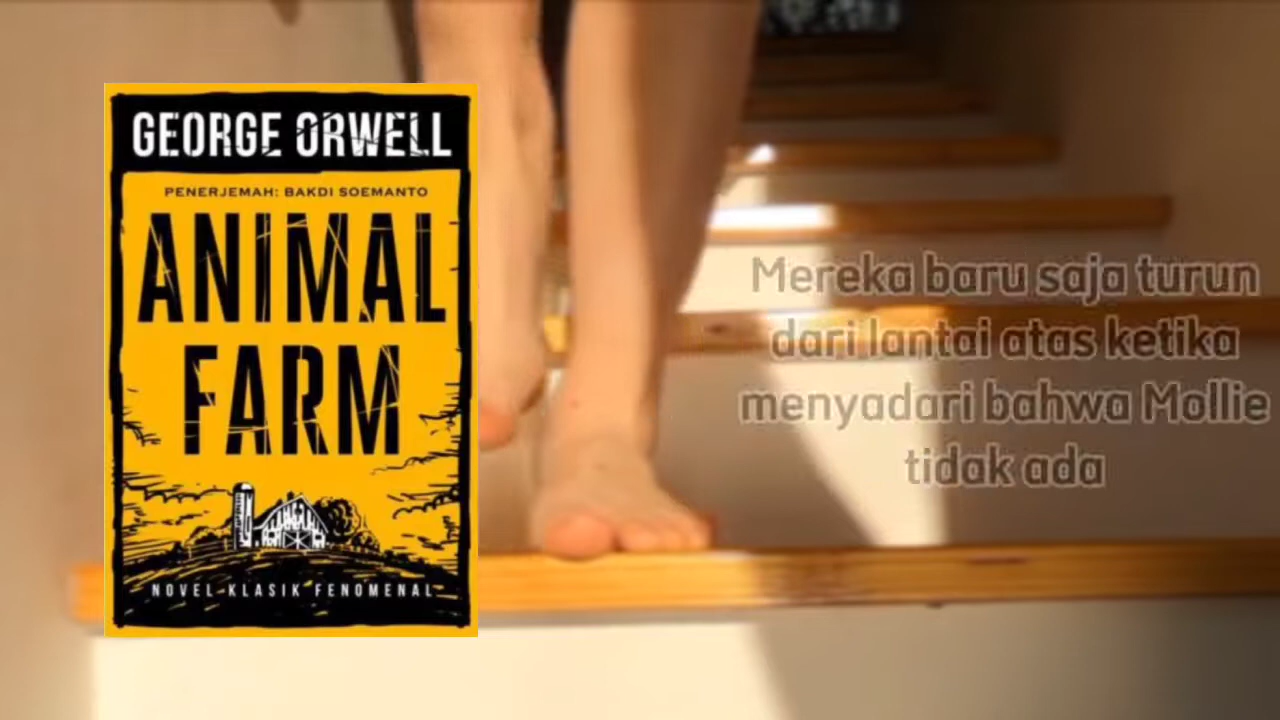 GEORGE ORWELL
PENERJEMAH: BAKDI SOEMANTO
ANIMAL
FARM
NOVEL KLASIK FENOMENAL
Mereka baru saja turun
dari lantai atas ketika
menyadari bahwa Mollie
tidak ada